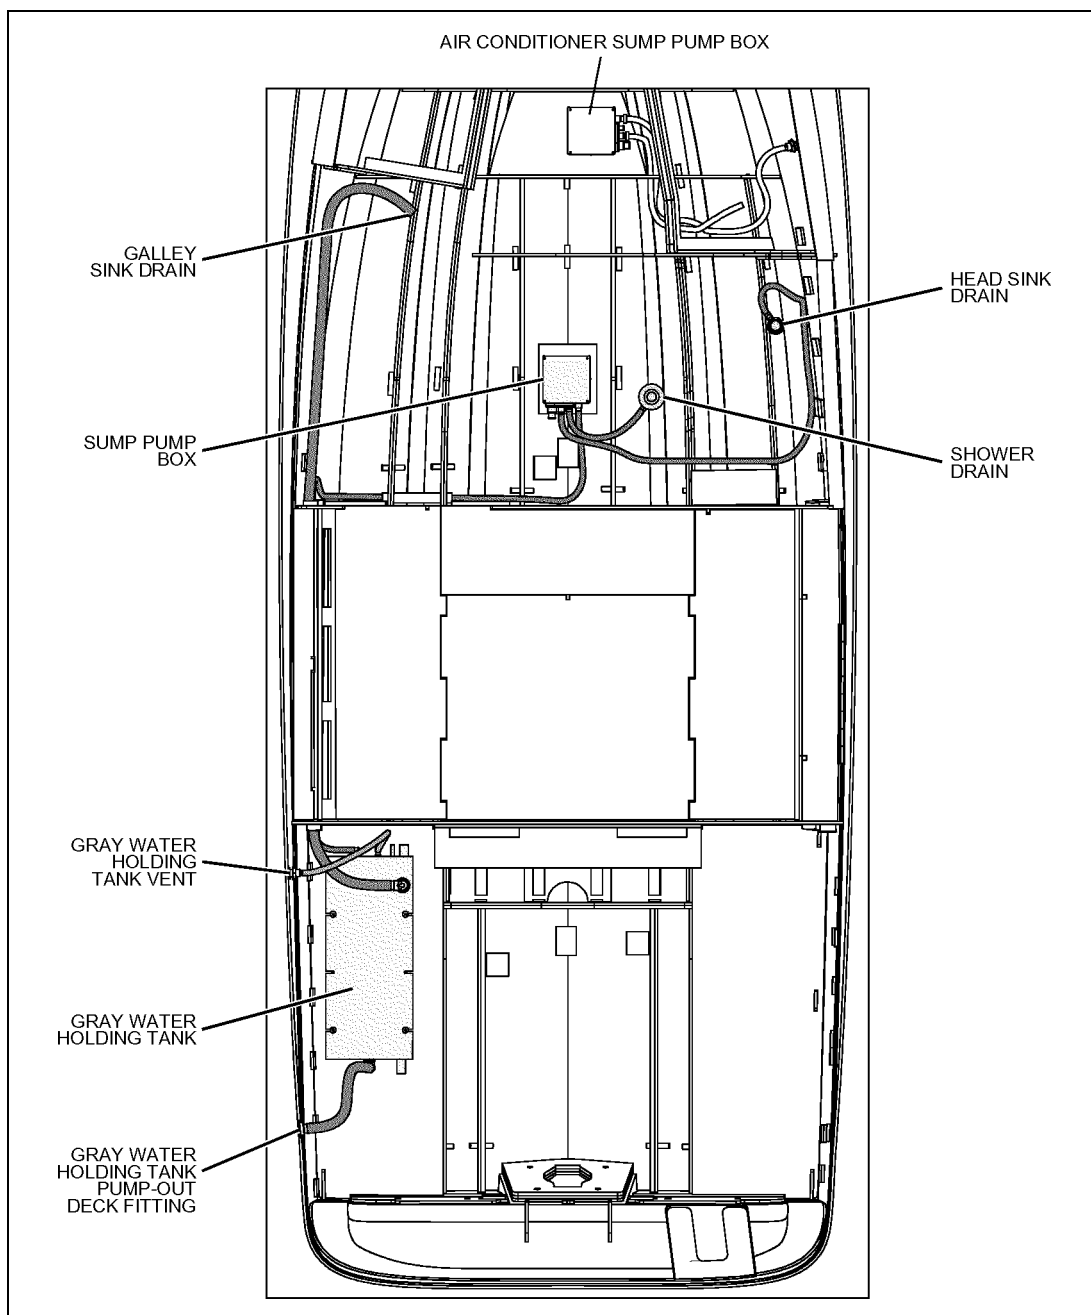 AIR CONDITIONER SUMP PUMP BOX
GALLEY
SINK DRAIN
HEAD SINK
DRAIN
SUMP PUMP
BOX
SHOWER
DRAIN
GRAY WATER
HOLDING
TANK VENT
GRAY WATER
HOLDING TANK
GRAY WATER
HOLDING TANK
PUMP-OUT
DECK FITTING